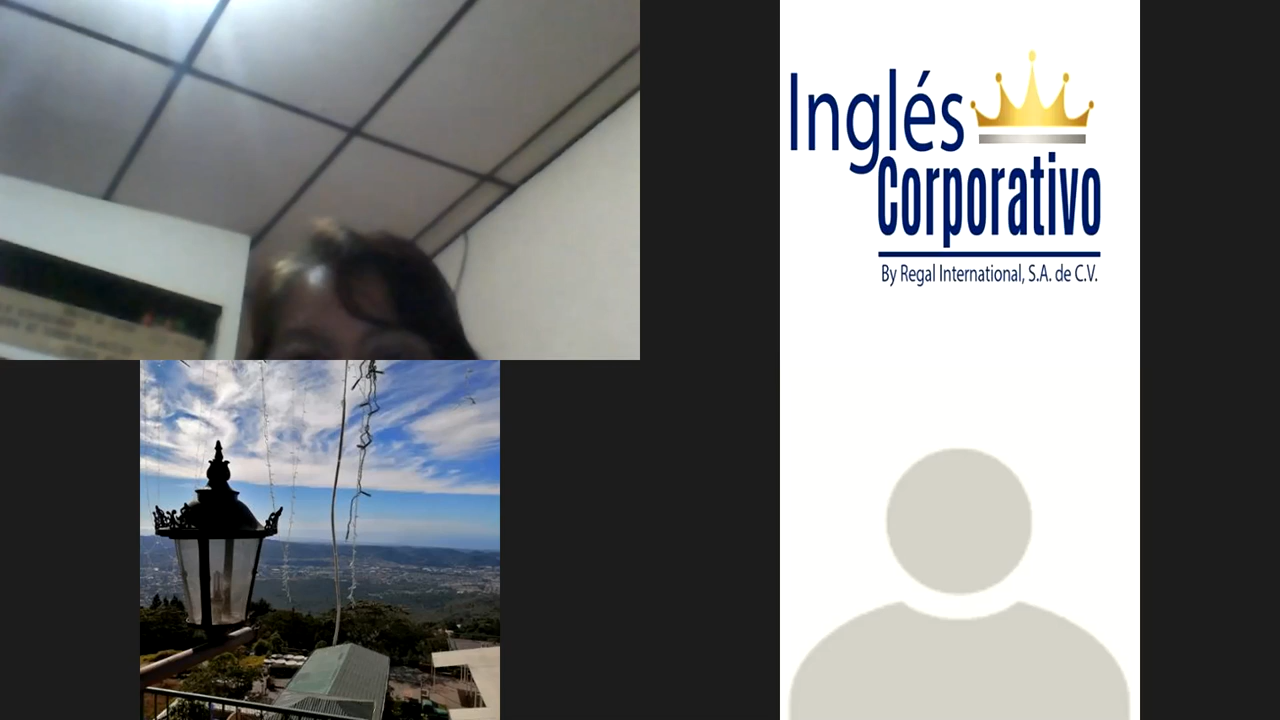 Inglés
Corporativo
By Regal International, S.A. de C.V.